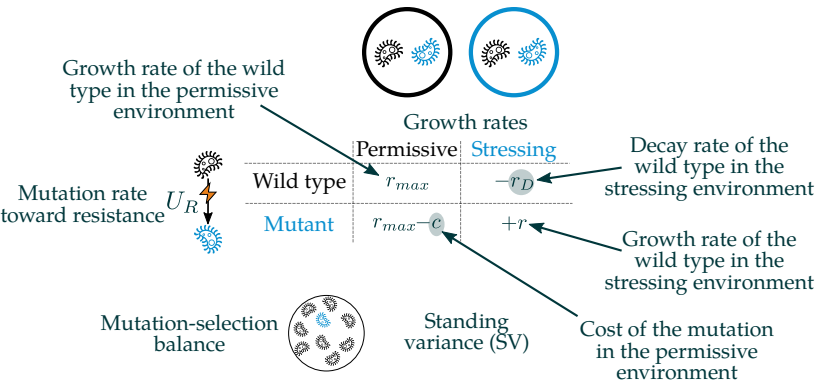 Growth rate of the wild
type in the permissive
environment
Growth rates
Permissive Stressing
Wild type r_max −r_D
Mutant r_max−c +r
Mutation rate
toward resistance U_R
Decay rate of the
wild type in the
stressing environment
Growth rate of the
wild type in the
stressing environment
Mutation-selection
balance
Standing
variance (SV)
Cost of the mutation
in the permissive
environment